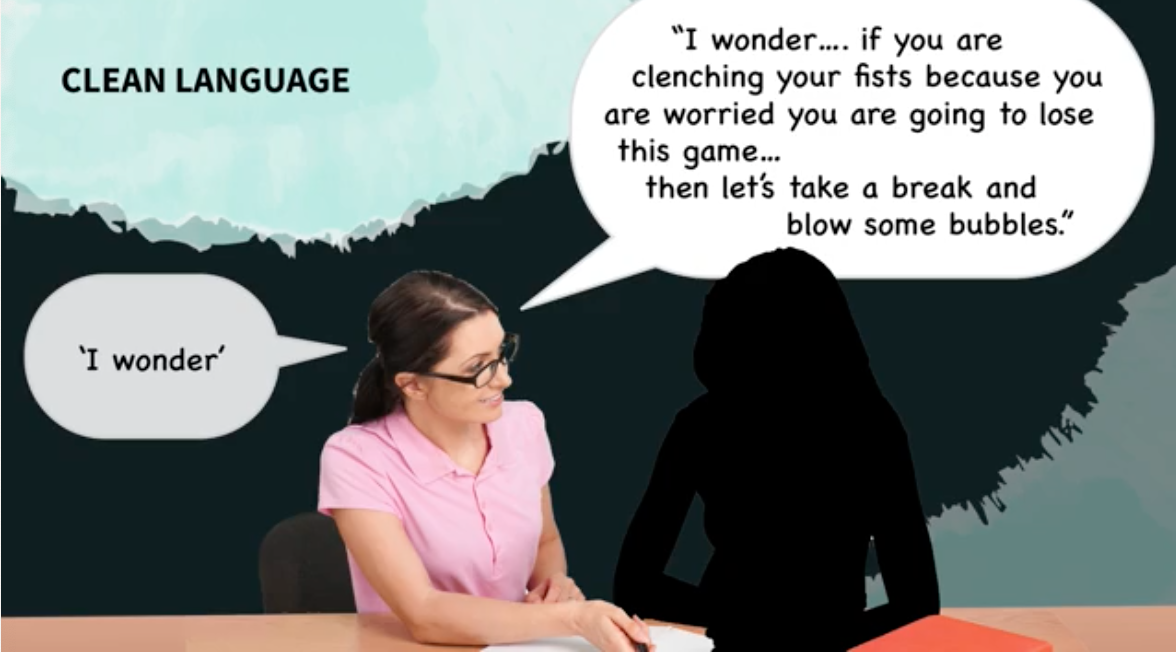 CLEAN LANGUAGE
“I wonder.... if you are
clenching your fists because you
are worried you are going to lose
this game...
then let’s take a break and
blow some bubbles.”
‘I wonder’